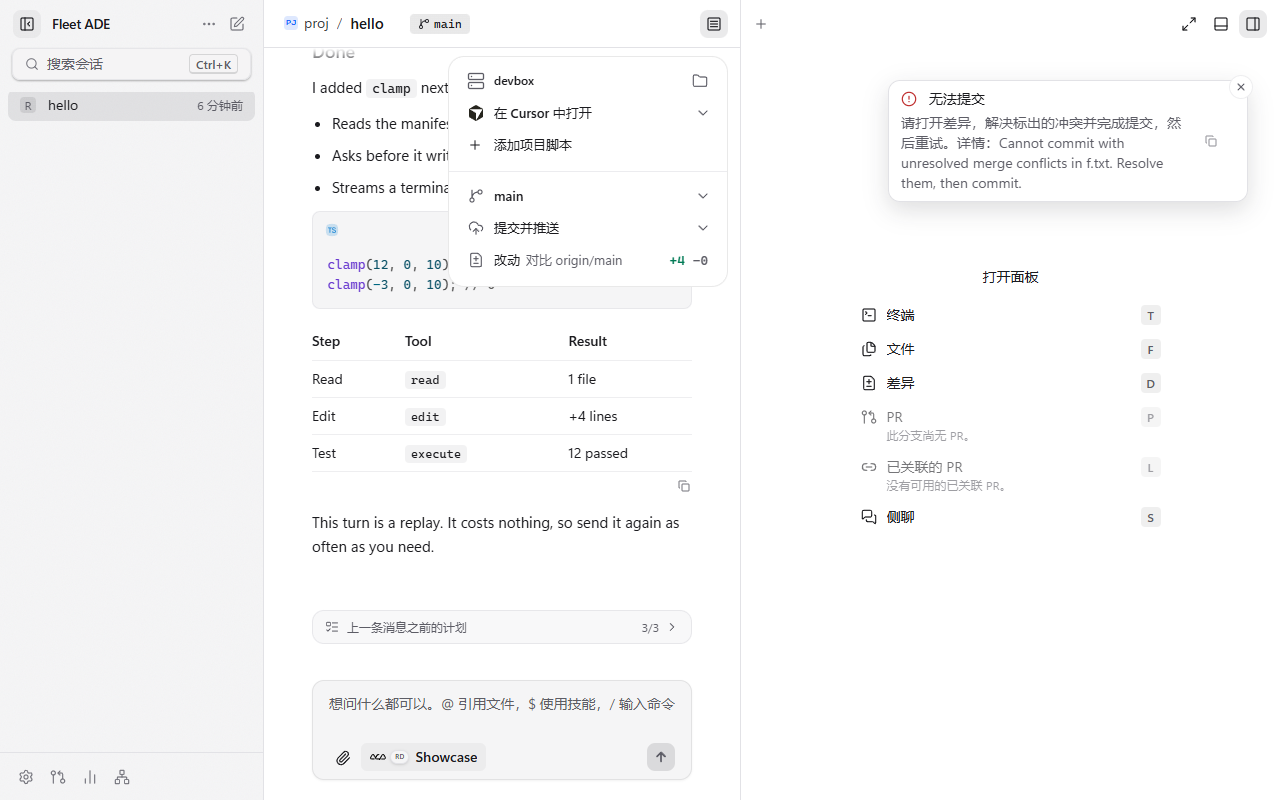 Fleet ADE
搜索会话
Ctrl+K
R hello
6 分钟前
PJ proj / hello
main
Done
I added clamp next
Reads the manifes
Asks before it writ
Streams a termina
TS
clamp(12, 0, 10)
clamp(−3, 0, 10);
devbox
在 Cursor 中打开
添加项目脚本
main
提交并推送
改动 对比 origin/main
+4 −0
Step Tool Result
Read read 1 file
Edit edit +4 lines
Test execute 12 passed
This turn is a replay. It costs nothing, so send it again as
often as you need.
上一条消息之前的计划
3/3
想问什么都可以。@ 引用文件，$ 使用技能，/ 输入命令
RD Showcase
无法提交
请打开差异，解决标出的冲突并完成提交，然
后重试。详情：Cannot commit with
unresolved merge conflicts in f.txt. Resolve
them, then commit.
打开面板
终端 T
文件 F
差异 D
PR P
此分支尚无 PR。
已关联的 PR L
没有可用的已关联 PR。
侧聊 S